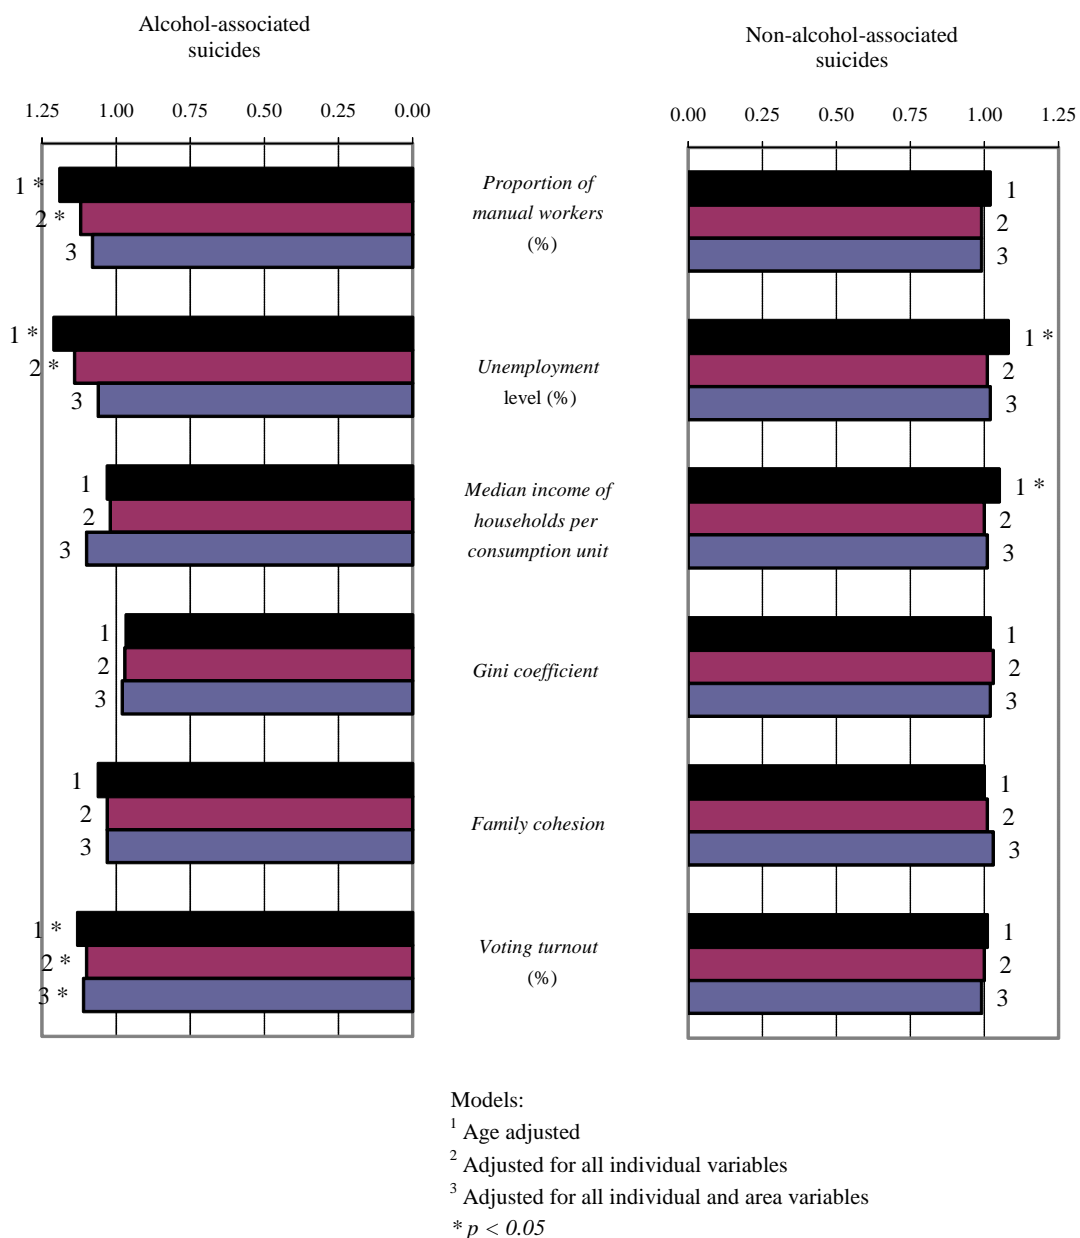 Alcohol-associated
suicides
Non-alcohol-associated
suicides
1.25 1.00 0.75 0.50 0.25 0.00
0.00 0.25 0.50 0.75 1.00 1.25
1 *
2 *
3
Proportion of
manual workers
(%)
1
2
3
1 *
2 *
3
Unemployment
level (%)
1 *
2
3
1
2
3
Median income of
households per
consumption unit
1 *
2
3
1
2
3
Gini coefficient
1
2
3
1
2
3
Family cohesion
1
2
3
1 *
2 *
3 *
Voting turnout
(%)
1
2
3
Models:
1 Age adjusted
2 Adjusted for all individual variables
3 Adjusted for all individual and area variables
* p < 0.05